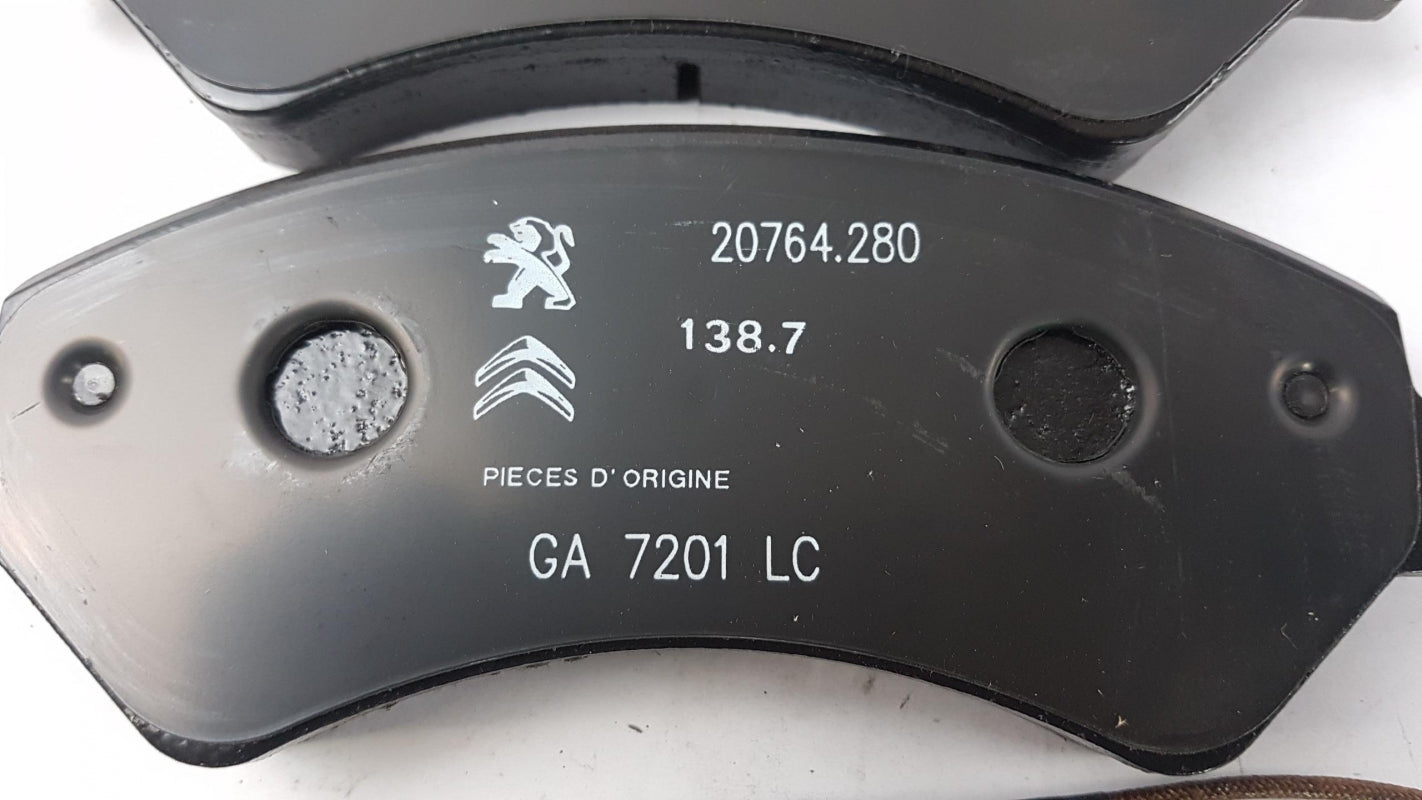 20764.280
138.7
PIECES D' ORIGINE
GA 7201 LC